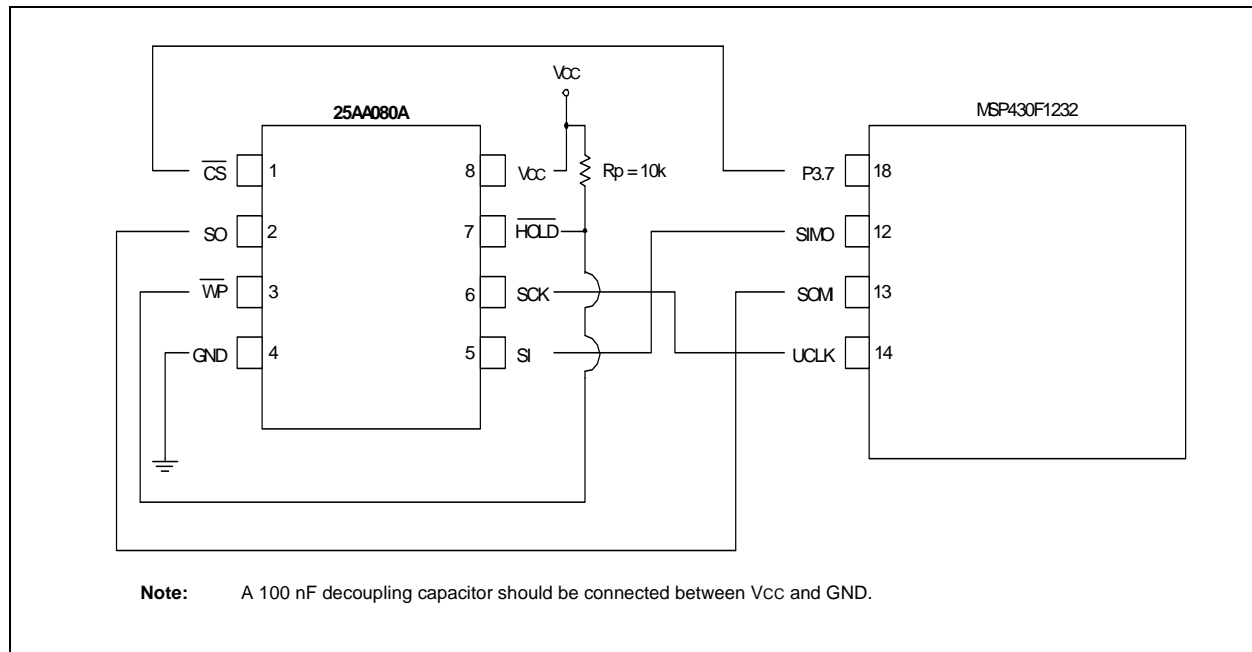 Vcc
25AA080A
MSP430F1232
CS
1
8
Vcc
Rp = 10k
P3.7
18
SO
2
7
HOLD
SIMO
12
WP
3
6
SCK
SOMI
13
GND
4
5
SI
UCLK
14
Note: A 100 nF decoupling capacitor should be connected between VCC and GND.